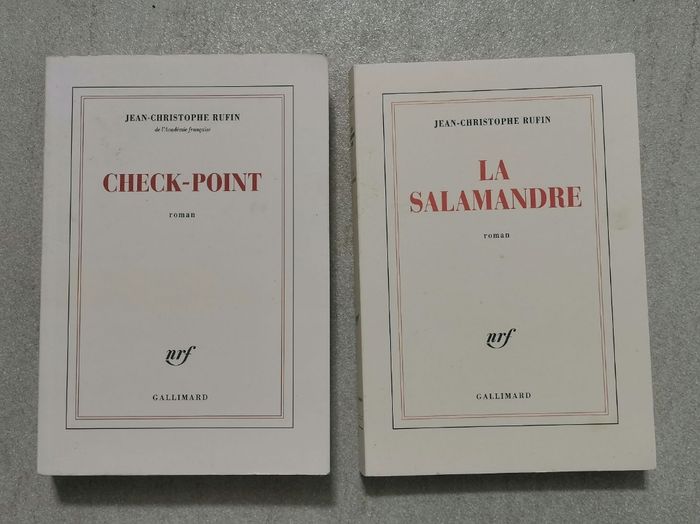 JEAN-CHRISTOPHE RUFIN
de l'Académie française
CHECK-POINT
roman
nrf
GALLIMARD
JEAN-CHRISTOPHE RUFIN
LA
SALAMANDRE
roman
nrf
GALLIMARD